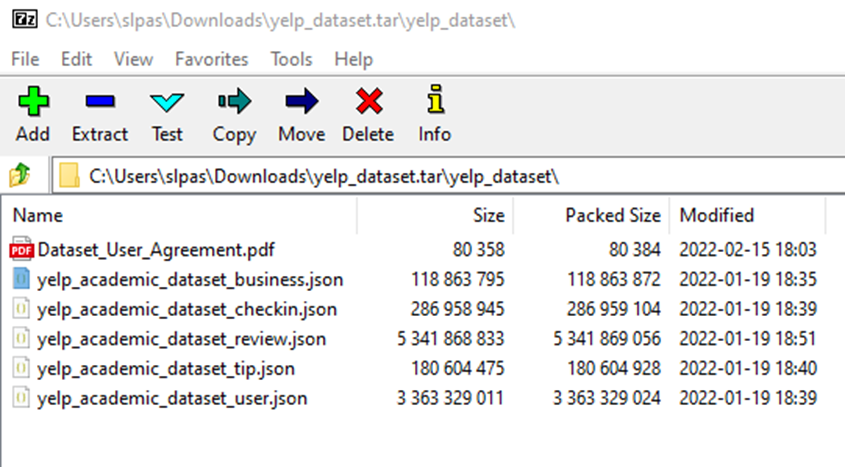 C:\Users\slpas\Downloads\yelp_dataset.tar\yelp_dataset\
File Edit View Favorites Tools Help
Add Extract Test Copy Move Delete Info
C:\Users\slpas\Downloads\yelp_dataset.tar\yelp_dataset\
Name Size Packed Size Modified
Dataset_User_Agreement.pdf 80 358 80 384 2022-02-15 18:03
yelp_academic_dataset_business.json 118 863 795 118 863 872 2022-01-19 18:35
yelp_academic_dataset_checkin.json 286 958 945 286 959 104 2022-01-19 18:39
yelp_academic_dataset_review.json 5 341 868 833 5 341 869 056 2022-01-19 18:51
yelp_academic_dataset_tip.json 180 604 475 180 604 928 2022-01-19 18:40
yelp_academic_dataset_user.json 3 363 329 011 3 363 329 024 2022-01-19 18:39